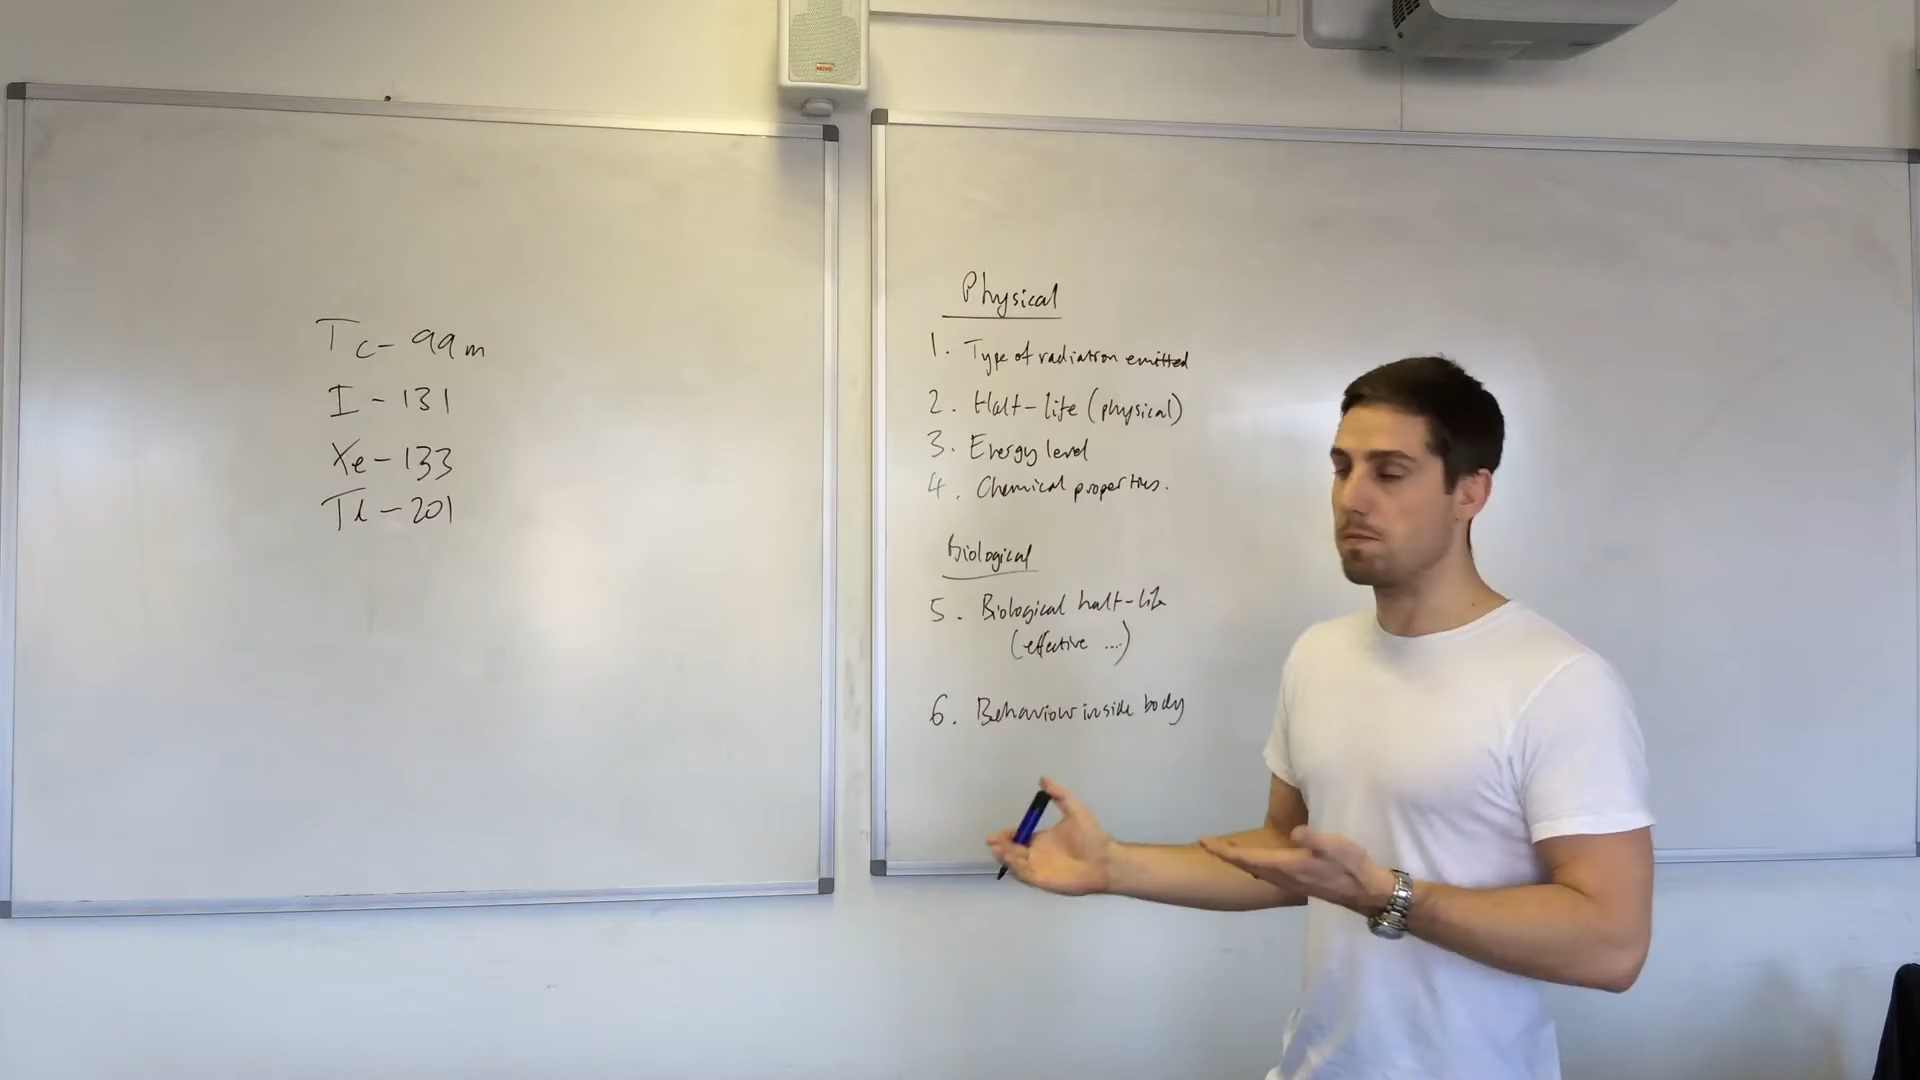 Tc-99m
I-131
Xe-133
Tl-201
Physical
1. Type of radiation emitted
2. Half-life (physical)
3. Energy level
4. Chemical properties.
Biological
5. Biological half-life
(effective ....)
6. Behaviour inside body